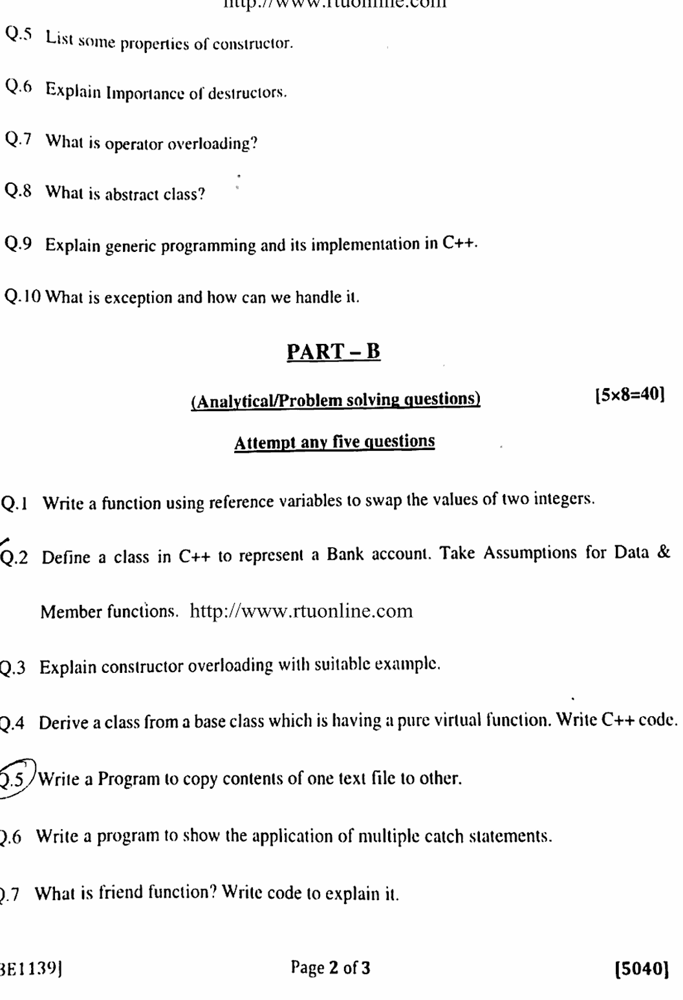 http://www.rtuonline.com
Q.5 List some properties of constructor.
Q.6 Explain Importance of destructors.
Q.7 What is operator overloading?
Q.8 What is abstract class?
Q.9 Explain generic programming and its implementation in C++.
Q.10 What is exception and how can we handle it.
PART – B
(Analytical/Problem solving questions) [5×8=40]
Attempt any five questions
Q.1 Write a function using reference variables to swap the values of two integers.
Q.2 Define a class in C++ to represent a Bank account. Take Assumptions for Data &
Member functions. http://www.rtuonline.com
Q.3 Explain constructor overloading with suitable example.
Q.4 Derive a class from a base class which is having a pure virtual function. Write C++ code.
Q.5 Write a Program to copy contents of one text file to other.
Q.6 Write a program to show the application of multiple catch statements.
Q.7 What is friend function? Write code to explain it.
3E1139] Page 2 of 3 [5040]